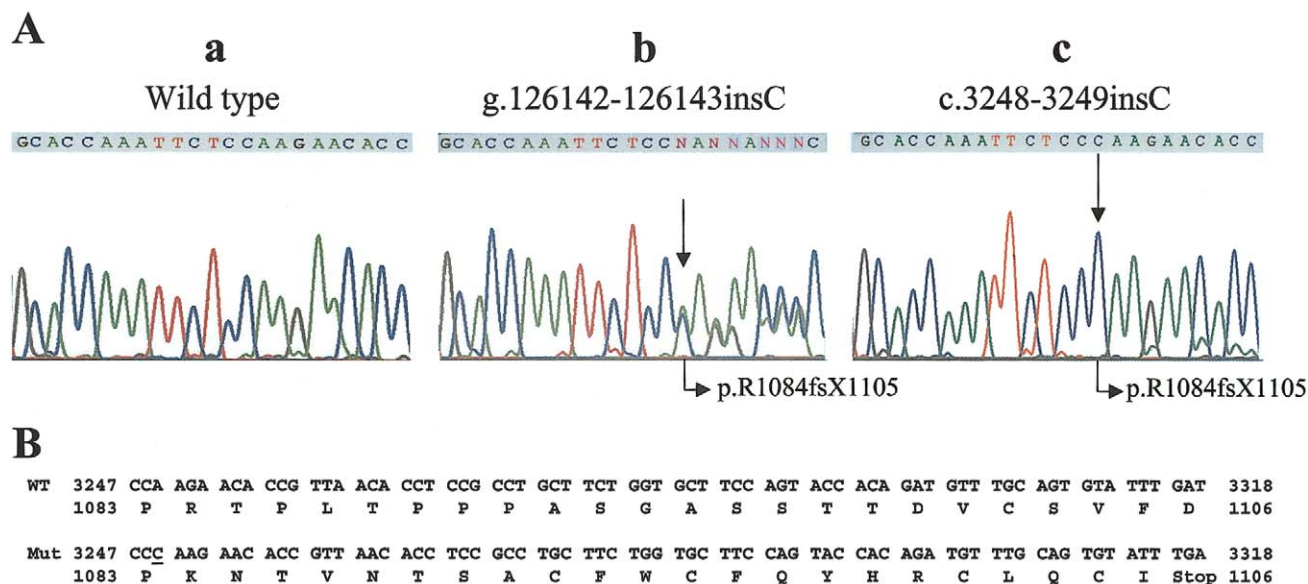 A
a b c
Wild type g.126142-126143insC c.3248-3249insC
GCACCAAATTCTCCAAGAACACC GCACCAAATTCTCCNANNANNNC GCACCAAATTCTCCCAAGAACACC
p.R1084fsX1105 p.R1084fsX1105
B
WT 3247 CCA AGA ACA CCG TTA ACA CCT CCG CCT GCT TCT GGT GCT TCC AGT ACC ACA GAT GTT TGC AGT GTA TTT GAT 3318
1083 P R T P L T P P P A S G A S S T T D V C S V F D 1106
Mut 3247 CCC AAG AAC ACC GTT AAC ACC TCC GCC TGC TTC TGG TGC TTC CAG TAC CAC AGA TGT TTG CAG TGT ATT TGA 3318
1083 P K N T V N T S A C F W C F Q Y H R C L Q C I Stop 1106